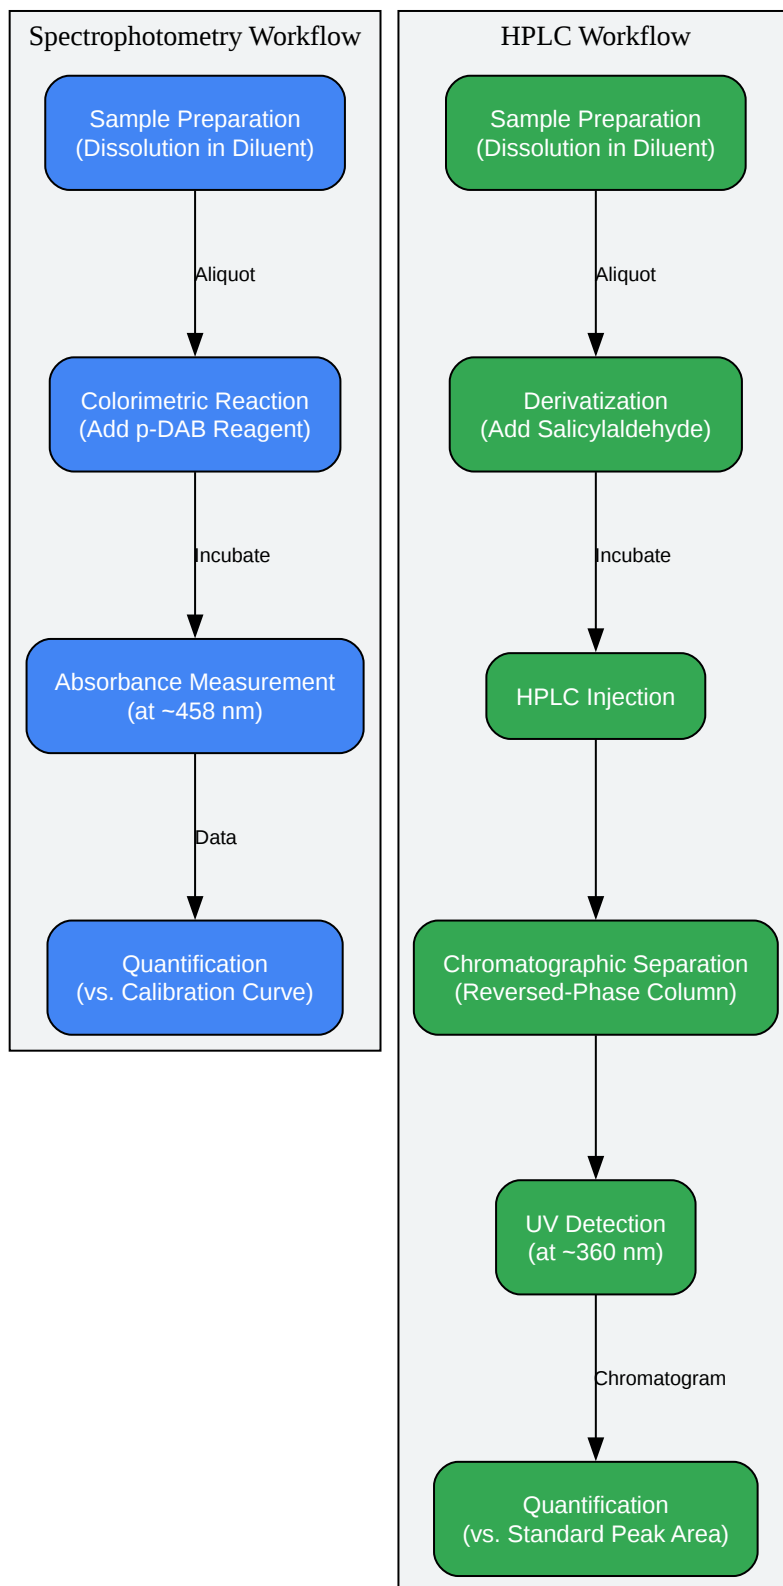 Spectrophotometry Workflow
Sample Preparation
(Dissolution in Diluent)
Aliquot
Colorimetric Reaction
(Add p-DAB Reagent)
Incubate
Absorbance Measurement
(at ~458 nm)
Data
Quantification
(vs. Calibration Curve)
HPLC Workflow
Sample Preparation
(Dissolution in Diluent)
Aliquot
Derivatization
(Add Salicylaldehyde)
Incubate
HPLC Injection
Chromatographic Separation
(Reversed-Phase Column)
UV Detection
(at ~360 nm)
Chromatogram
Quantification
(vs. Standard Peak Area)